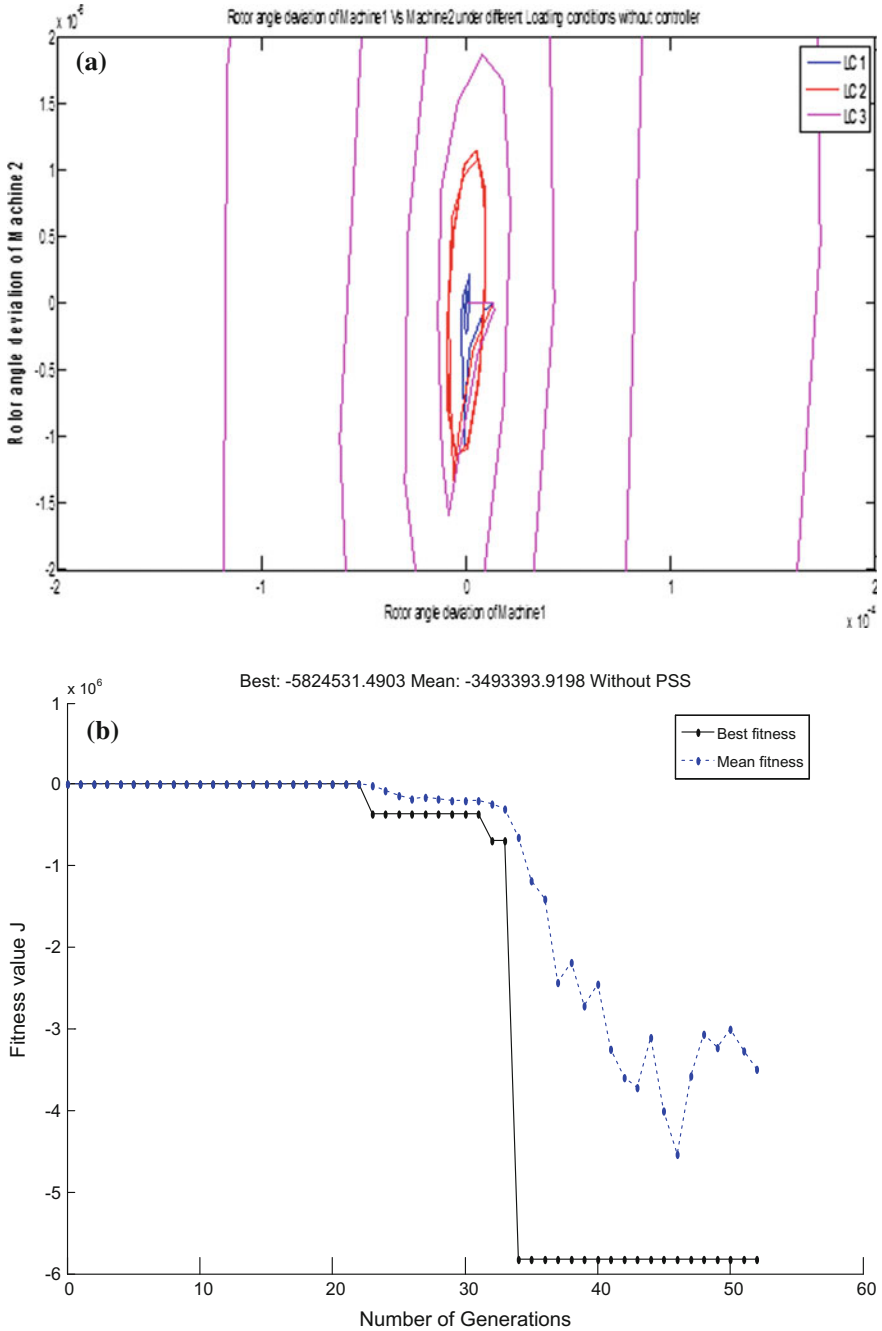 Rotor angle deviation of Machine1 Vs Machine2 under different Loading conditions without controller
x 10
2
(a)
LC 1
LC 2
LC 3
1.5
1
0.5
0
-0.5
-1
-1.5
-2
Rotor angle deviation of Machine 2
-2
-1
0
1
2
Rotor angle deviation of Machine1
x 10⁻⁴
Best: -5824531.4903 Mean: -3493393.9198 Without PSS
x 10⁶
1
(b)
Best fitness
Mean fitness
0
-1
-2
-3
-4
-5
-6
Fitness value J
0
10
20
30
40
50
60
Number of Generations